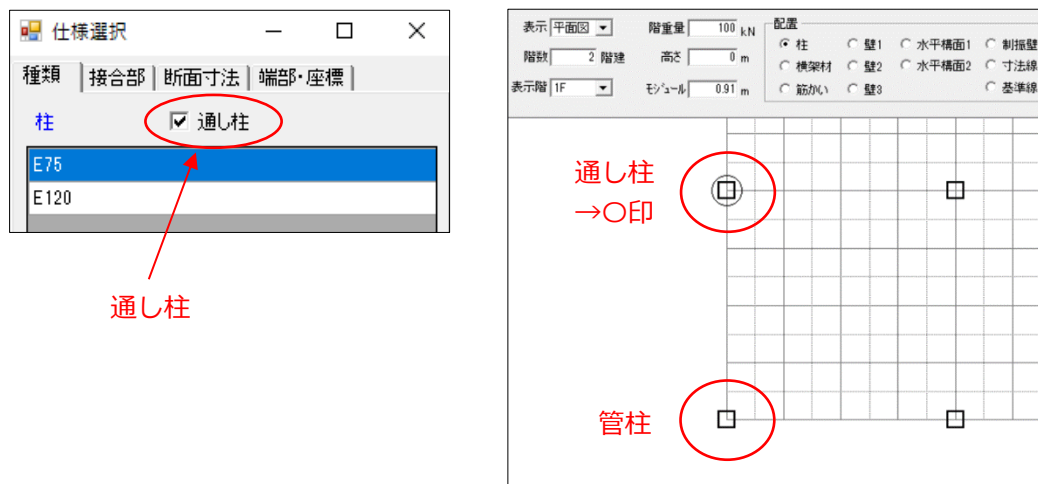 仕様選択
種類 接合部 断面寸法 端部・座標
柱 通し柱
E75
E120
通し柱
表示 平面図 階重量 100 kN 配置
柱 壁1 水平構面1 制振壁
階数 2 階建 高さ 0 m
横架材 壁2 水平構面2 寸法線
表示階 1F モジュール 0.91 m
筋かい 壁3 基準線
通し柱
→〇印
管柱